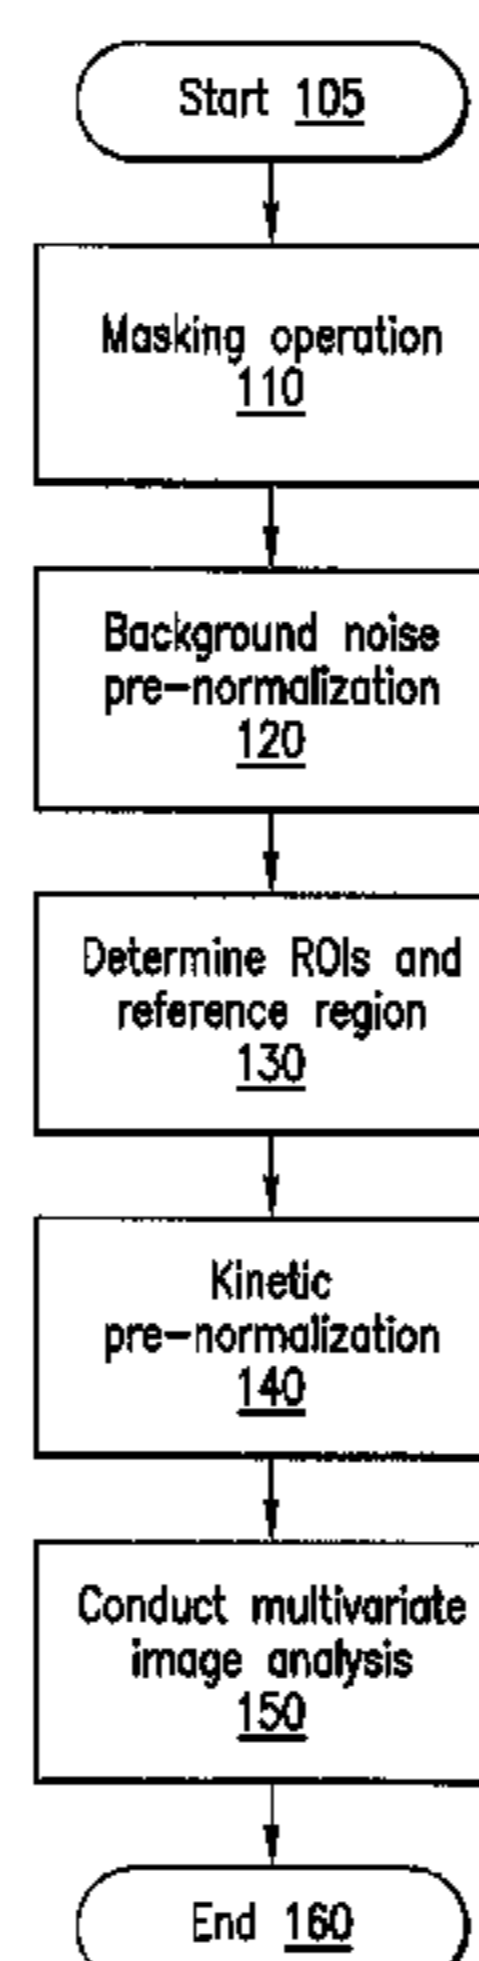 Start 105
Masking operation
110
Background noise
pre-normalization
120
Determine ROIs and
reference region
130
Kinetic
pre-normalization
140
Conduct multivariate
image analysis
150
End 160